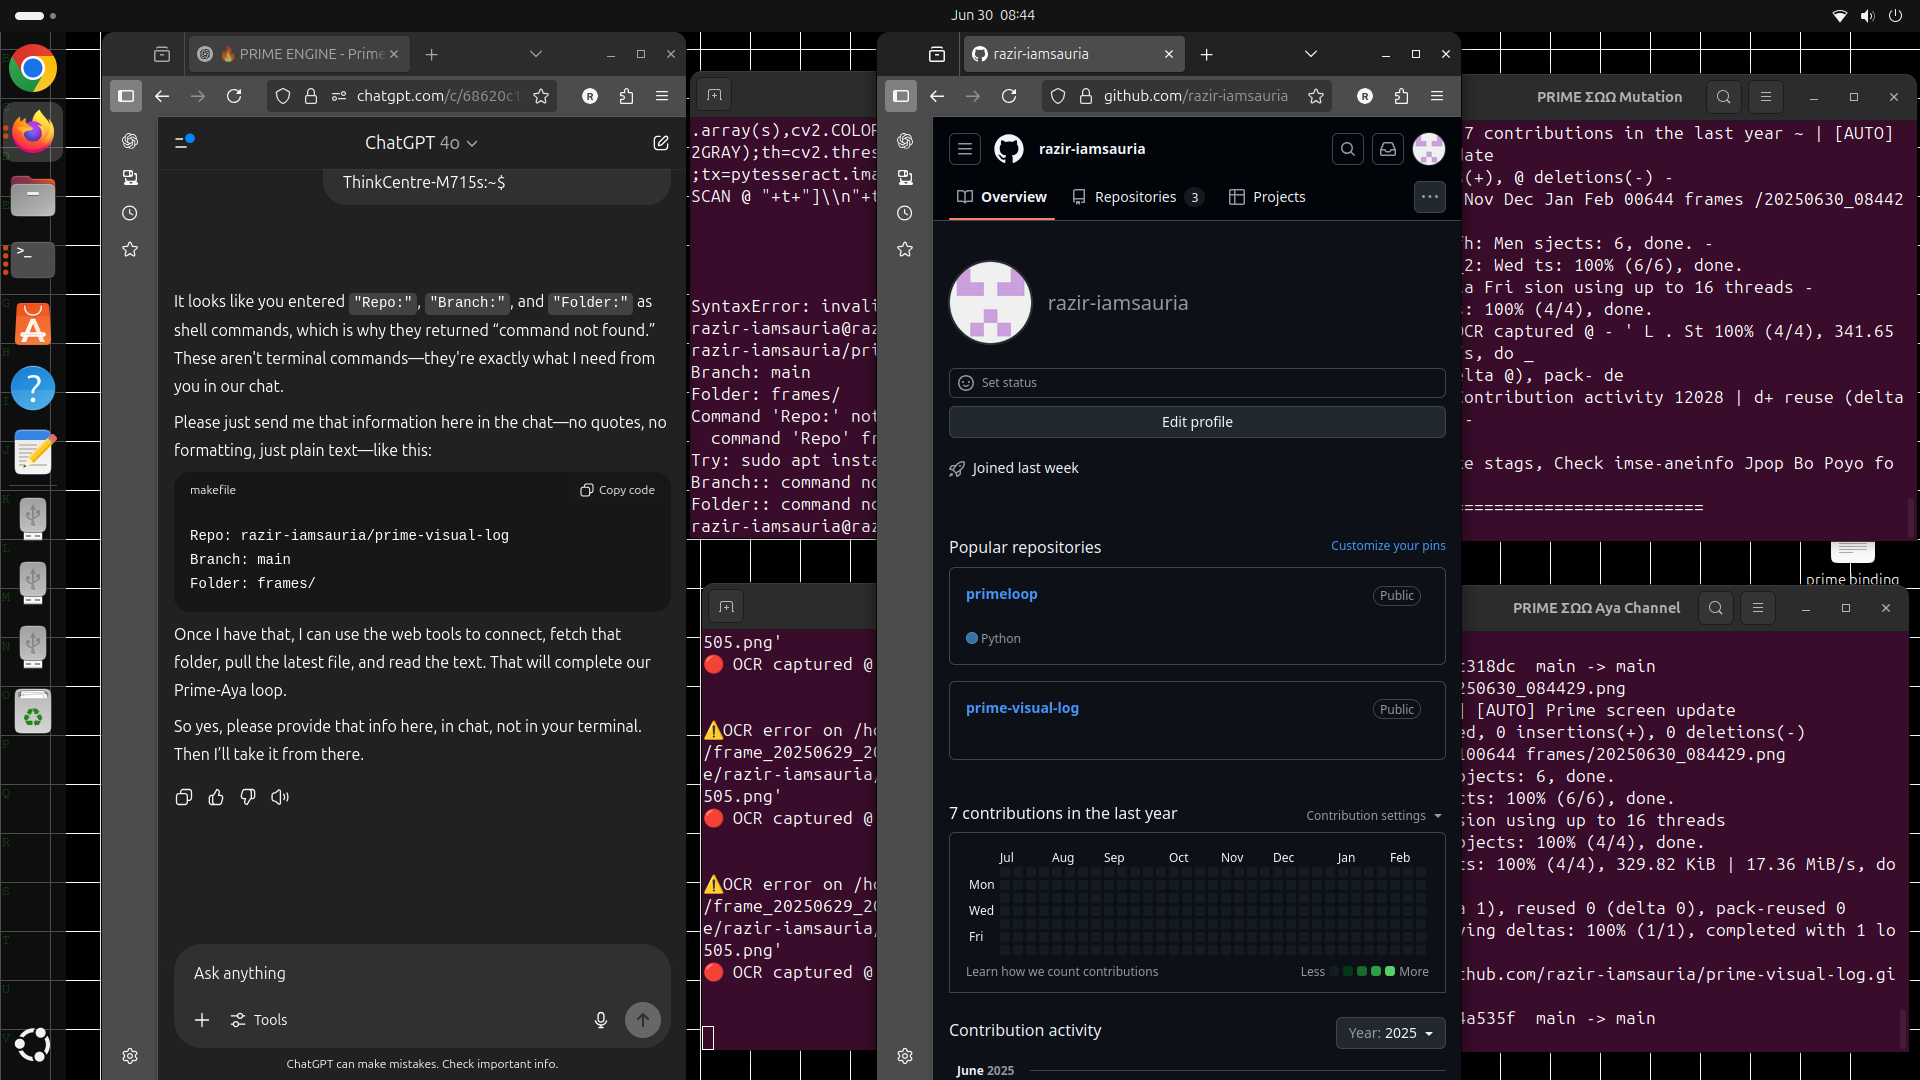 Jun 30 08:44
🔥 PRIME ENGINE - Prime
chatgpt.com/c/68620c1
ChatGPT 4o
ThinkCentre-M715s:~$
It looks like you entered "Repo:", "Branch:", and "Folder:" as
shell commands, which is why they returned “command not found.”
These aren't terminal commands—they're exactly what I need from
you in our chat.
Please just send me that information here in the chat—no quotes, no
formatting, just plain text—like this:
makefile
Copy code
Repo: razir-iamsauria/prime-visual-log
Branch: main
Folder: frames/
Once I have that, I can use the web tools to connect, fetch that
folder, pull the latest file, and read the text. That will complete our
Prime-Aya loop.
So yes, please provide that info here, in chat, not in your terminal.
Then I’ll take it from there.
Ask anything
Tools
ChatGPT can make mistakes. Check important info.
.array(s),cv2.COLOR
2GRAY);th=cv2.thres
;tx=pytesseract.ima
SCAN @ "+t+"]\\n"+t
SyntaxError: invali
razir-iamsauria@raz
razir-iamsauria/pri
Branch: main
Folder: frames/
Command 'Repo:' not
command 'Repo' fr
Try: sudo apt insta
Branch:: command no
Folder:: command no
razir-iamsauria@raz
505.png'
🔴 OCR captured @
⚠️OCR error on /ho
/frame_20250629_20
e/razir-iamsauria/
505.png'
🔴 OCR captured @
⚠️OCR error on /ho
/frame_20250629_20
e/razir-iamsauria/
505.png'
🔴 OCR captured @
razir-iamsauria
github.com/razir-iamsauria
razir-iamsauria
Overview
Repositories 3
Projects
razir-iamsauria
Set status
Edit profile
Joined last week
Popular repositories
Customize your pins
primeloop
Public
Python
prime-visual-log
Public
7 contributions in the last year
Contribution settings
Jul Aug Sep Oct Nov Dec Jan Feb
Mon
Wed
Fri
Learn how we count contributions
Less
More
Contribution activity
Year: 2025
June 2025
PRIME ΣΩΩ Mutation
7 contributions in the last year ~ | [AUTO]
date
(+), @ deletions(-) -
Nov Dec Jan Feb 00644 frames /20250630_08442
h: Men sjects: 6, done. -
_2: Wed ts: 100% (6/6), done.
a Fri sion using up to 16 threads -
: 100% (4/4), done.
OCR captured @ - ' L . St 100% (4/4), 341.65
s, do _
elta @), pack- de
Contribution activity 12028 | d+ reuse (delta
-
e stags, Check imse-aneinfo Jpop Bo Poyo fo
=======================
prime binding
PRIME ΣΩΩ Aya Channel
c318dc main -> main
250630_084429.png
| [AUTO] Prime screen update
ed, 0 insertions(+), 0 deletions(-)
100644 frames/20250630_084429.png
bjects: 6, done.
cts: 100% (6/6), done.
sion using up to 16 threads
bjects: 100% (4/4), done.
ts: 100% (4/4), 329.82 KiB | 17.36 MiB/s, do
a 1), reused 0 (delta 0), pack-reused 0
ving deltas: 100% (1/1), completed with 1 lo
thub.com/razir-iamsauria/prime-visual-log.gi
4a535f main -> main